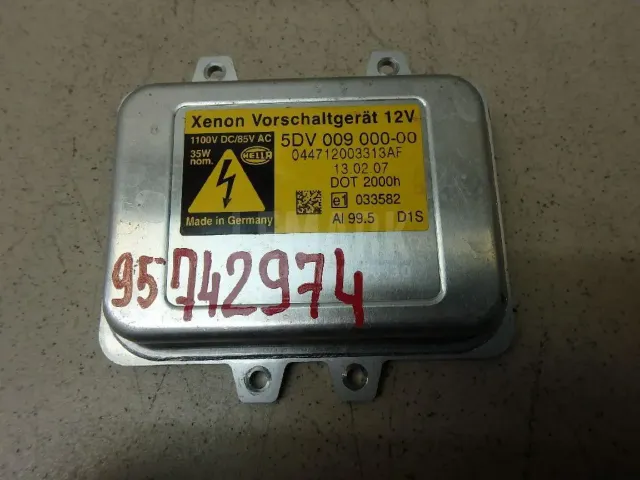 Xenon Vorschaltgerät 12V
1100V DC/85V AC
35W
nom.
HELLA
5DV 009 000-00
044712003313AF
13.02.07
DOT 2000h
e1 033582
Made in Germany
Al 99.5 D1S
95742974